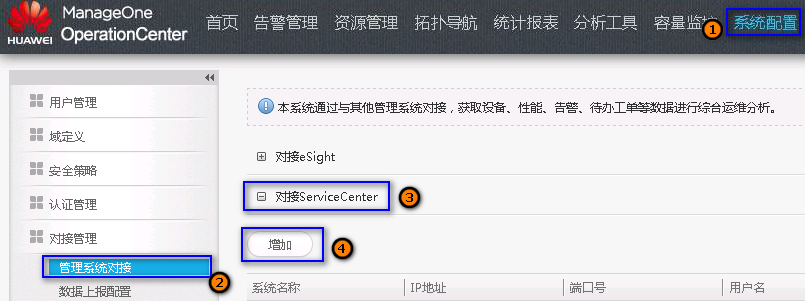 HUAWEI
ManageOne
OperationCenter
首页 告警管理 资源管理 拓扑导航 统计报表 分析工具 容量监控 1 系统配置
用户管理
域定义
安全策略
认证管理
对接管理
管理系统对接 2
数据上报配置
本系统通过与其他管理系统对接,获取设备、性能、告警、待办工单等数据进行综合运维分析。
对接eSight
对接ServiceCenter 3
增加 4
系统名称 IP地址 端口号 用户名